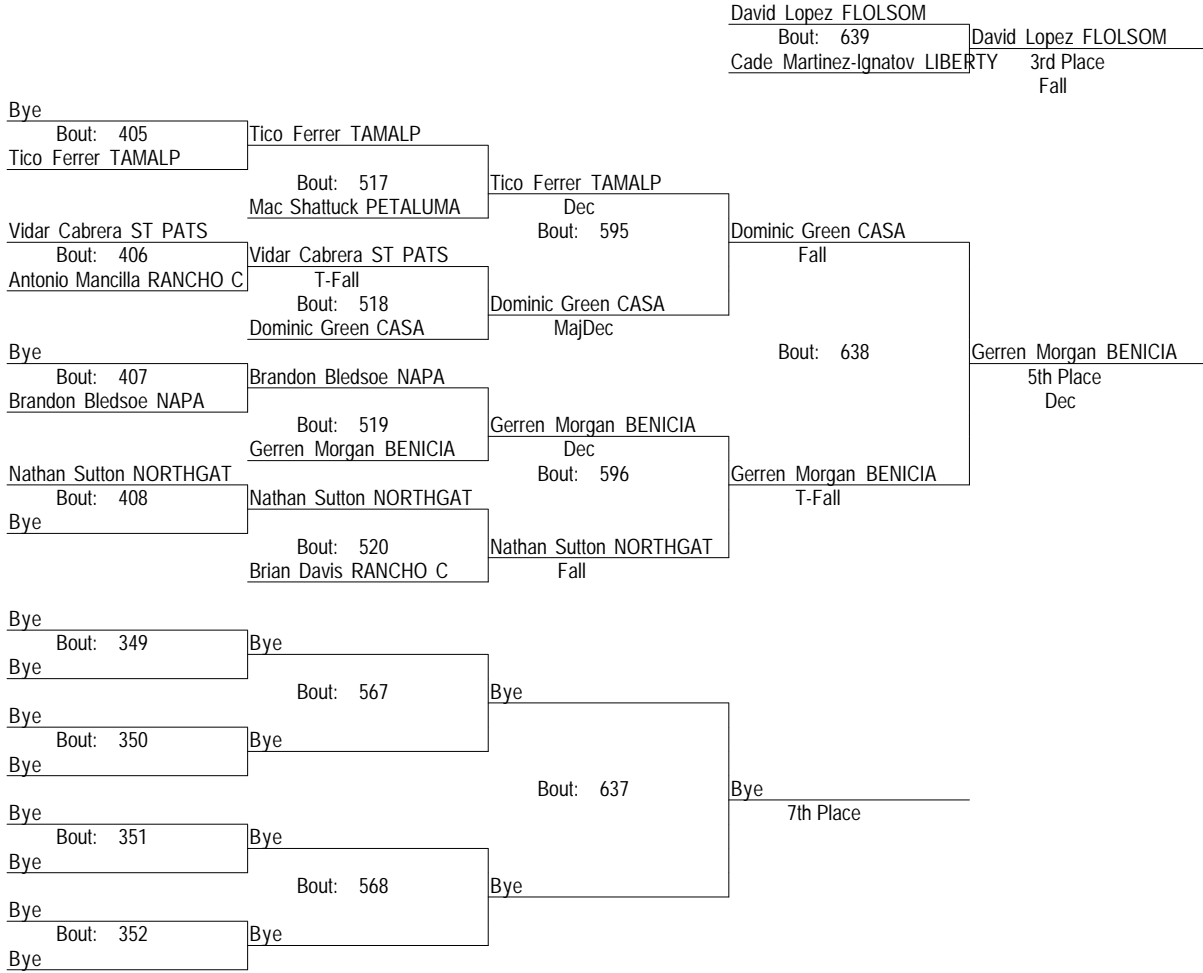 David Lopez FLOLSOM
Bout: 639
David Lopez FLOLSOM
Cade Martinez-Ignatov LIBERTY
3rd Place
Fall
Bye
Bout: 405
Tico Ferrer TAMALP
Tico Ferrer TAMALP
Bout: 517
Tico Ferrer TAMALP
Mac Shattuck PETALUMA
Dec
Vidar Cabrera ST PATS
Bout: 595
Dominic Green CASA
Bout: 406
Vidar Cabrera ST PATS
Fall
Antonio Mancilla RANCHO C
T-Fall
Bout: 518
Dominic Green CASA
Dominic Green CASA
MajDec
Bye
Bout: 638
Gerren Morgan BENICIA
Bout: 407
Brandon Bledsoe NAPA
5th Place
Brandon Bledsoe NAPA
Dec
Bout: 519
Gerren Morgan BENICIA
Gerren Morgan BENICIA
Dec
Nathan Sutton NORTHGAT
Bout: 596
Gerren Morgan BENICIA
Bout: 408
Nathan Sutton NORTHGAT
T-Fall
Bye
Bout: 520
Nathan Sutton NORTHGAT
Brian Davis RANCHO C
Fall
Bye
Bout: 349
Bye
Bye
Bout: 567
Bye
Bye
Bout: 350
Bye
Bye
Bout: 637
Bye
Bye
7th Place
Bout: 351
Bye
Bye
Bout: 568
Bye
Bye
Bout: 352
Bye
Bye